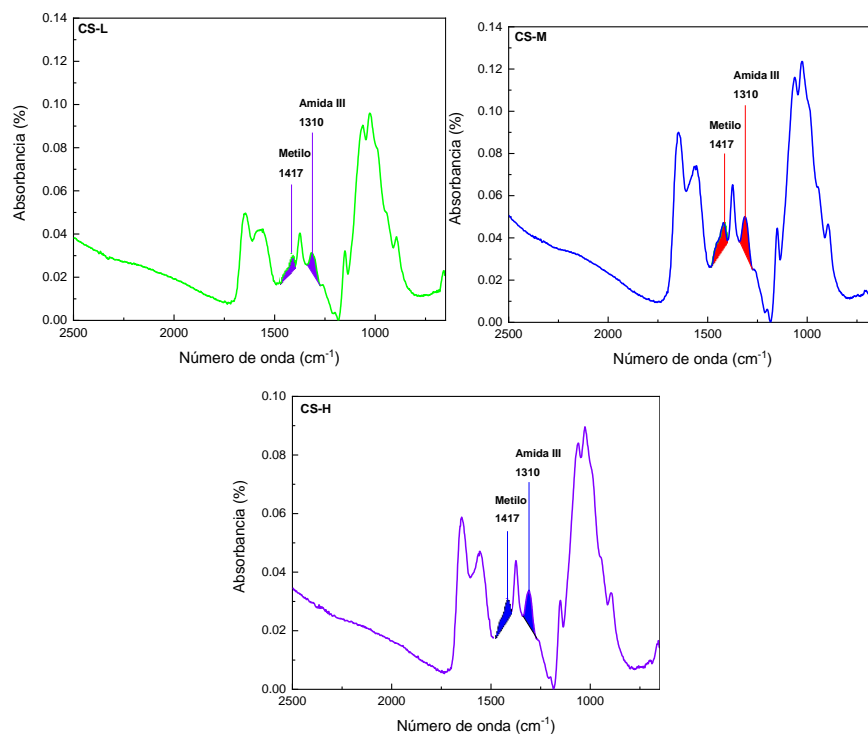 CS-L
0.14
0.12
0.10
0.08
0.06
0.04
0.02
0.00
Absorbancia (%)
Amida III
1310
Metilo
1417
2500
2000
1500
1000
Número de onda (cm⁻¹)
CS-M
0.14
0.12
0.10
0.08
0.06
0.04
0.02
0.00
Absorbancia (%)
Amida III
1310
Metilo
1417
2500
2000
1500
1000
Número de onda (cm⁻¹)
CS-H
0.10
0.08
0.06
0.04
0.02
0.00
Absorbancia (%)
Amida III
1310
Metilo
1417
2500
2000
1500
1000
Número de onda (cm⁻¹)